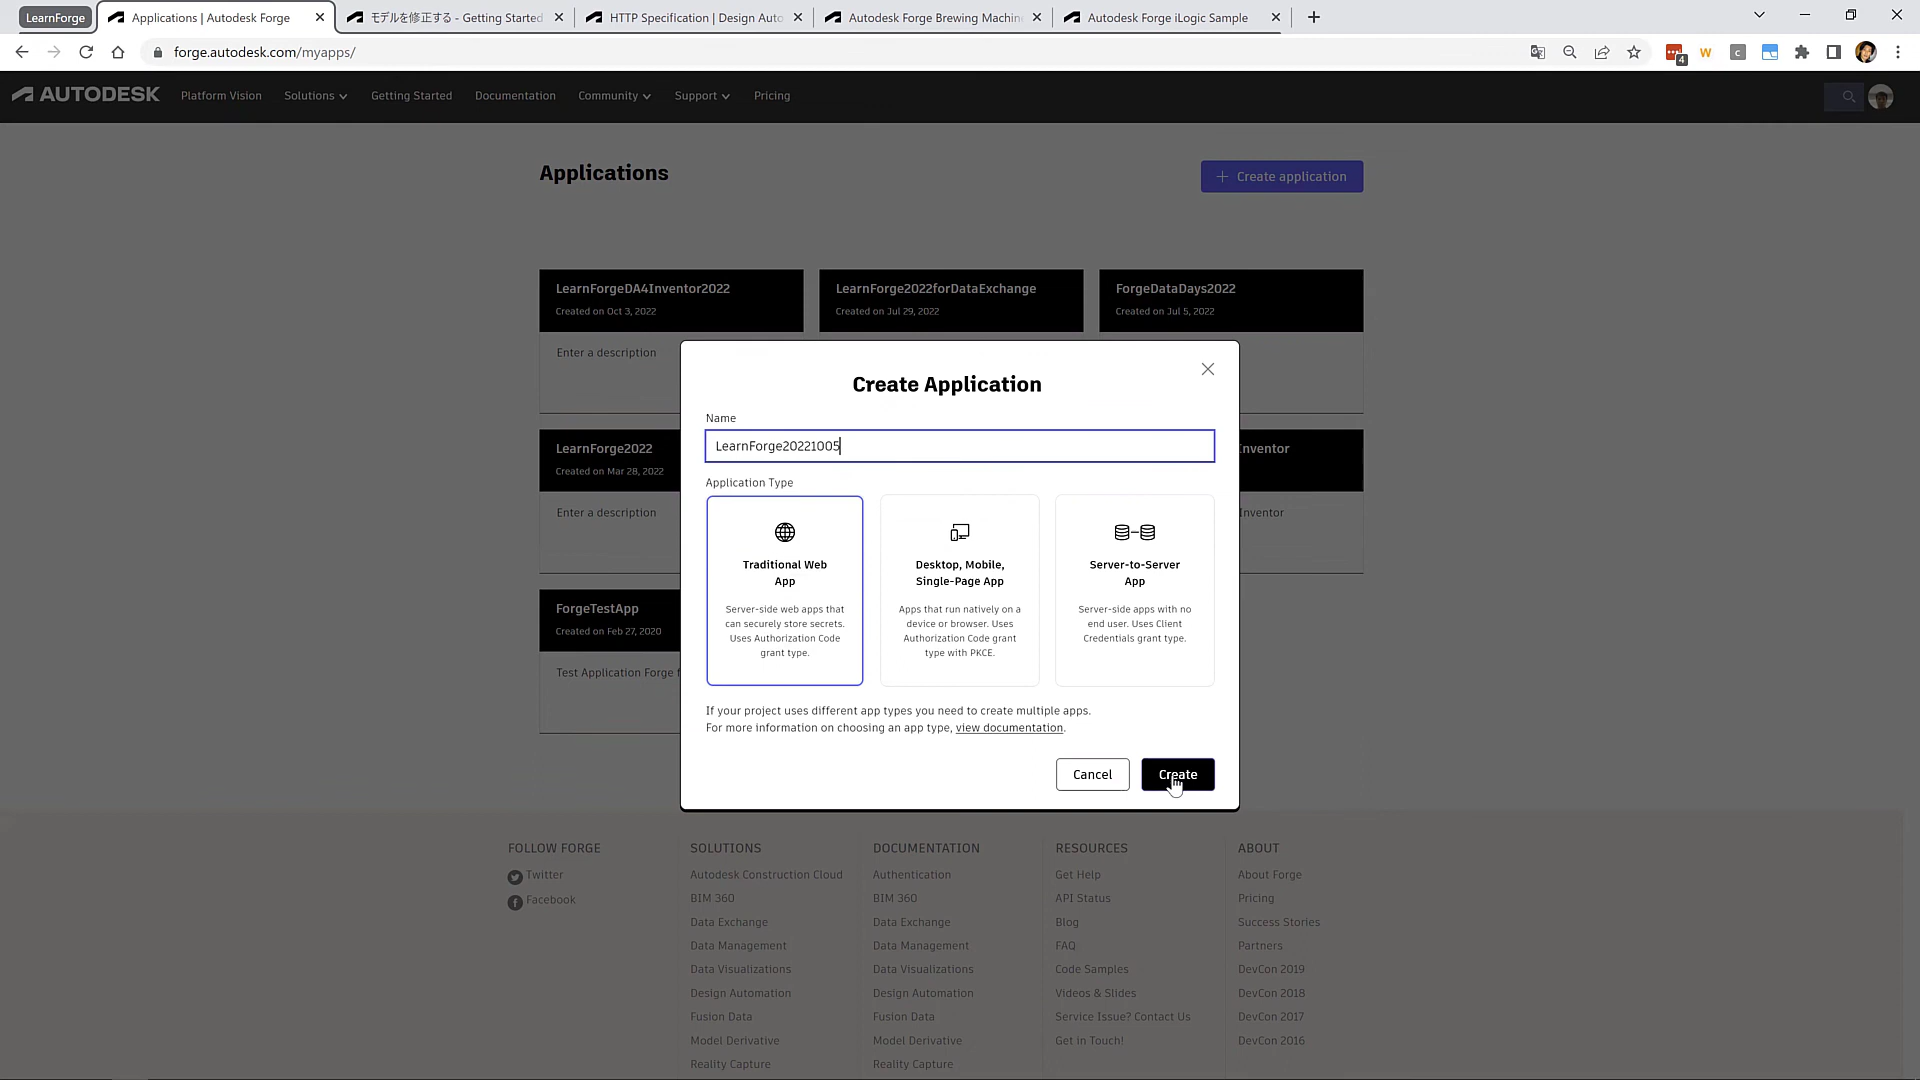 LearnForge
Applications | Autodesk Forge
モデルを修正する - Getting Started
HTTP Specification | Design Auto
Autodesk Forge Brewing Machin
Autodesk Forge iLogic Sample
forge.autodesk.com/myapps/
4
W
c
AUTODESK
Platform Vision
Solutions
Getting Started
Documentation
Community
Support
Pricing
Applications
Create application
LearnForgeDA4Inventor2022
Created on Oct 3, 2022
Enter a description
LearnForge2022forDataExchange
Created on Jul 29, 2022
ForgeDataDays2022
Created on Jul 5, 2022
LearnForge2022
Created on Mar 28, 2022
Enter a description
Inventor
Inventor
ForgeTestApp
Created on Feb 27, 2020
Test Application Forge f
Create Application
Name
LearnForge20221005
Application Type
Traditional Web
App
Server-side web apps that
can securely store secrets.
Uses Authorization Code
grant type.
Desktop, Mobile,
Single-Page App
Apps that run natively on a
device or browser. Uses
Authorization Code grant
type with PKCE.
Server-to-Server
App
Server-side apps with no
end user. Uses Client
Credentials grant type.
If your project uses different app types you need to create multiple apps.
For more information on choosing an app type, view documentation.
Cancel
Create
FOLLOW FORGE
Twitter
Facebook
SOLUTIONS
Autodesk Construction Cloud
BIM 360
Data Exchange
Data Management
Data Visualizations
Design Automation
Fusion Data
Model Derivative
Reality Capture
DOCUMENTATION
Authentication
BIM 360
Data Exchange
Data Management
Data Visualizations
Design Automation
Fusion Data
Model Derivative
Reality Capture
RESOURCES
Get Help
API Status
Blog
FAQ
Code Samples
Videos & Slides
Service Issue? Contact Us
Get in Touch!
ABOUT
About Forge
Pricing
Success Stories
Partners
DevCon 2019
DevCon 2018
DevCon 2017
DevCon 2016